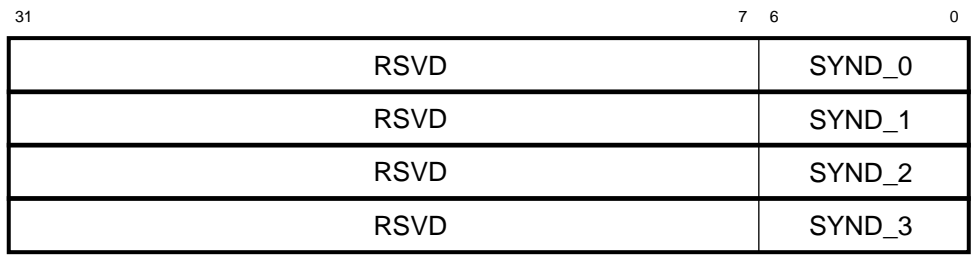 31 7 6 0
RSVD SYND_0
RSVD SYND_1
RSVD SYND_2
RSVD SYND_3